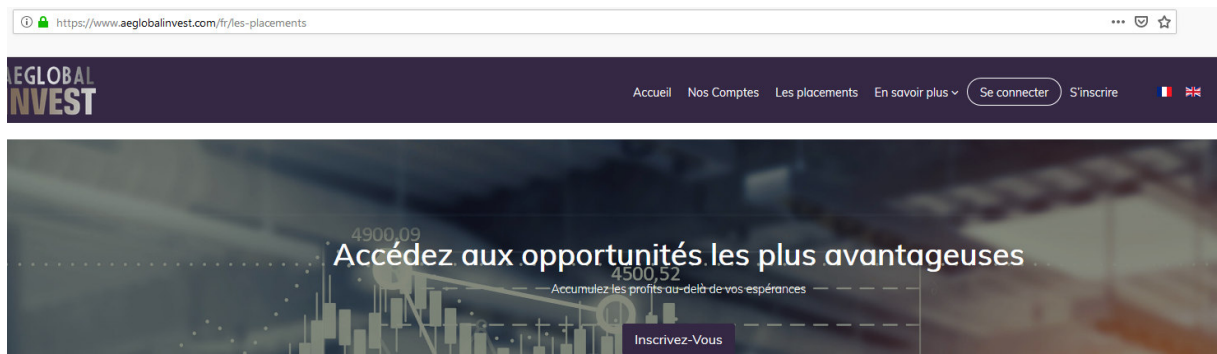 https://www.aeglobalinvest.com/fr/les-placements
AEGLOBAL
INVEST
Accueil Nos Comptes Les placements En savoir plus Se connecter S'inscrire
4900,09
Accédez aux opportunités les plus avantageuses
4500,52
Accumulez les profits au-delà de vos espérances
Inscrivez-Vous